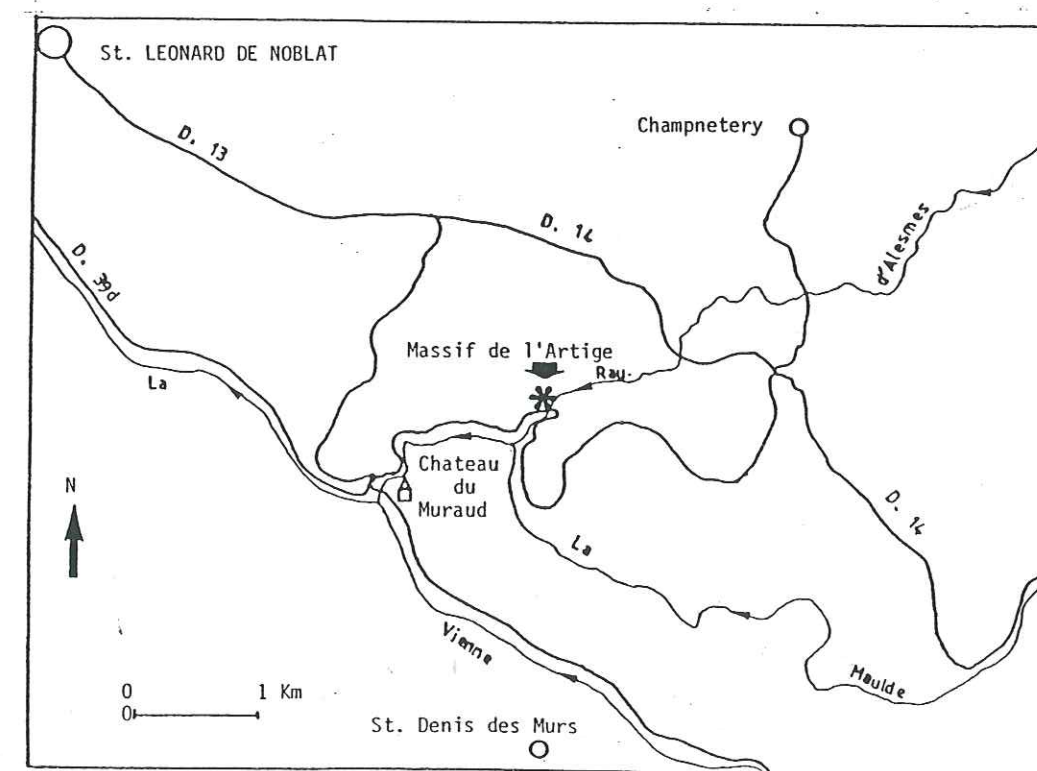 St. LEONARD DE NOBLAT
Champnetery
D. 13
D. 14
d'Alesmes
D. 39d
Massif de l'Artige
Rau.
La
Chateau
du
Muraud
N
La
D. 14
Vienne
Maulde
0 1 Km
0
St. Denis des Murs